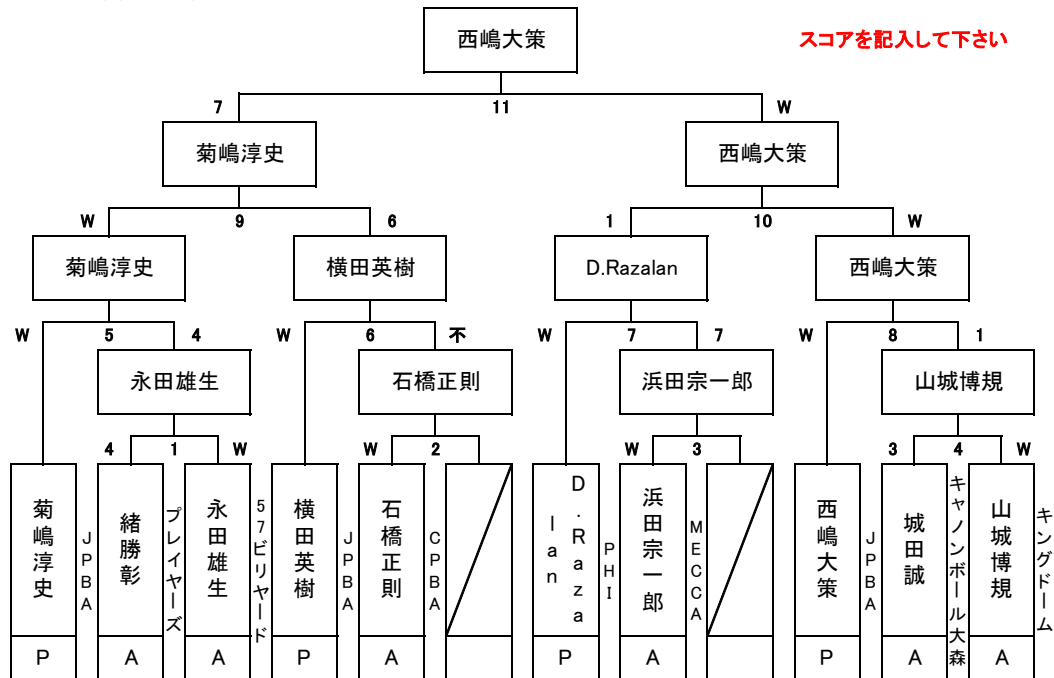 西嶋大策
スコアを記入して下さい
7 11 W
菊嶋淳史 西嶋大策
W 9 6 1 10 W
菊嶋淳史 横田英樹 D.Razalan 西嶋大策
W 5 4 W 6 不 W 7 7 W 8 1
永田雄生 石橋正則 浜田宗一郎 山城博規
4 1 W W 2 W 3 3 4 W
菊嶋淳史
JPBA
緒勝彰
プレイヤーズ
永田雄生
57ビリヤード
横田英樹
JPBA
石橋正則
CPBA
D.Raza
lan
PHI
浜田宗一郎
MECCA
西嶋大策
JPBA
城田誠
キャノンボール大森
山城博規
キングドーム
P A A P A P A P A A